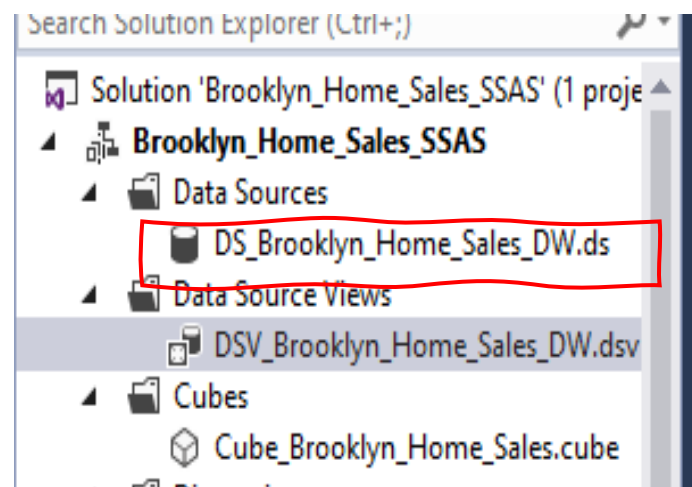 Search Solution Explorer (Ctrl+;)
Solution 'Brooklyn_Home_Sales_SSAS' (1 proje
Brooklyn_Home_Sales_SSAS
Data Sources
DS_Brooklyn_Home_Sales_DW.ds
Data Source Views
DSV_Brooklyn_Home_Sales_DW.dsv
Cubes
Cube_Brooklyn_Home_Sales.cube